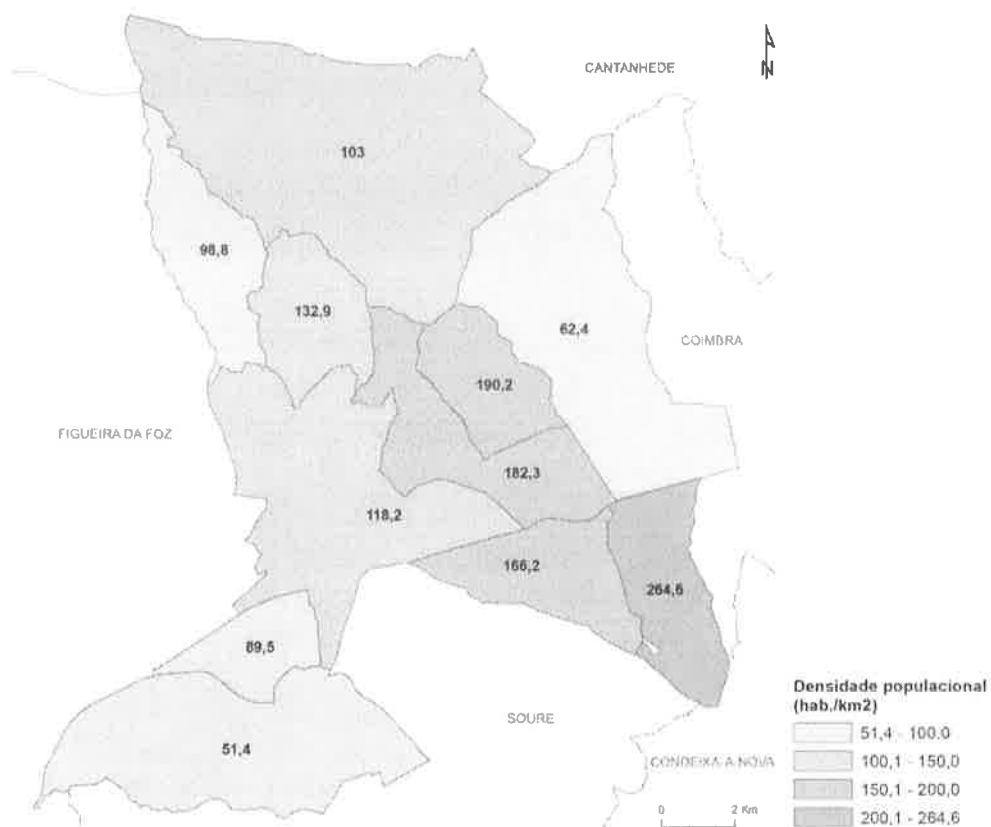 N
CANTANHEDE
103
98,8
132,9
62,4
COIMBRA
190,2
FIGUEIRA DA FOZ
182,3
118,2
166,2
264,6
89,5
SOURE
51,4
CONDEIXA-A-NOVA
0 2 Km
Densidade populacional
(hab./km2)
51,4 - 100,0
100,1 - 150,0
150,1 - 200,0
200,1 - 264,6